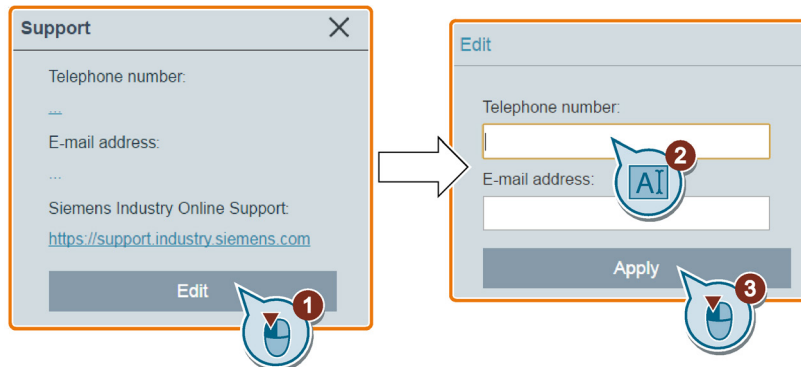 Support
Telephone number:
...
E-mail address:
...
Siemens Industry Online Support:
https://support.industry.siemens.com
Edit
1
Edit
Telephone number:
2
AI
E-mail address:
Apply
3